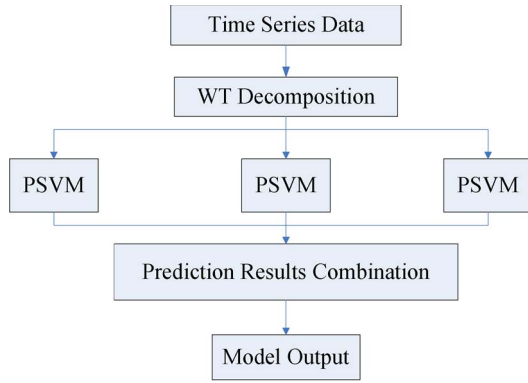 Time Series Data
WT Decomposition
PSVM
PSVM
PSVM
Prediction Results Combination
Model Output